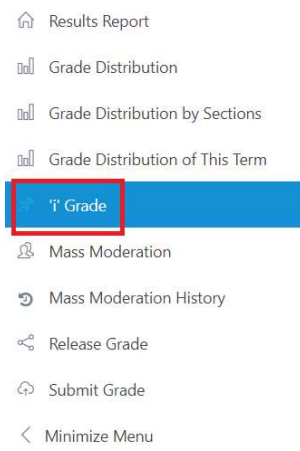 Results Report
Grade Distribution
Grade Distribution by Sections
Grade Distribution of This Term
'i' Grade
Mass Moderation
Mass Moderation History
Release Grade
Submit Grade
Minimize Menu